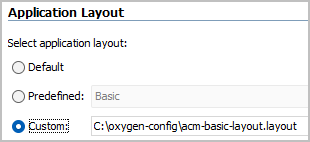 Application Layout
Select application layout:
Default
Predefined: Basic
Custom: C:\oxygen-config\acm-basic-layout.layout